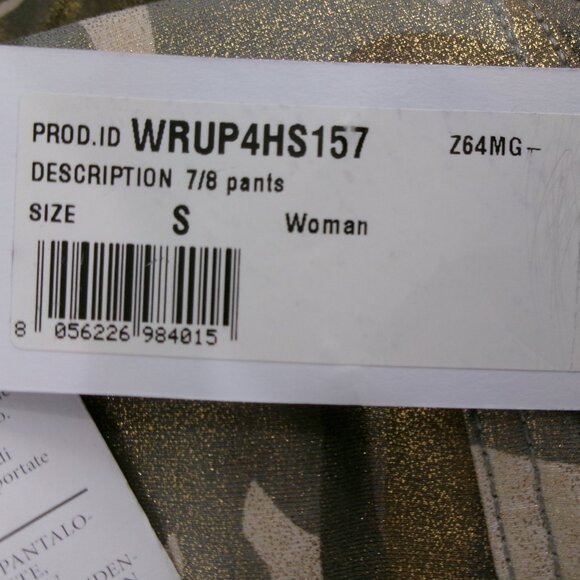 PROD.ID WRUP4HS157 Z64MG-
DESCRIPTION 7/8 pants
SIZE S Woman
8 056226 984015
portate
PANTALO-